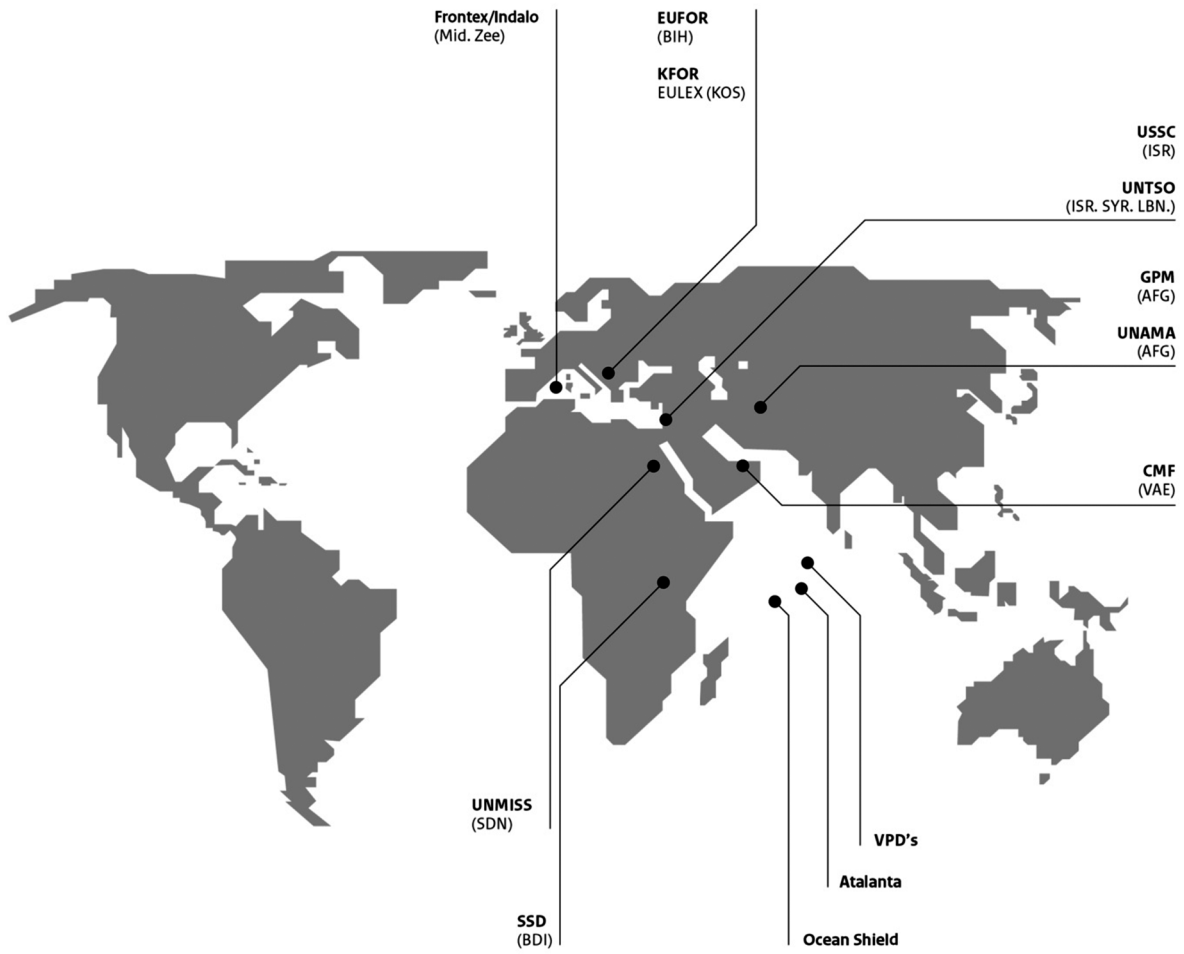 Frontex/Indalo
(Mid. Zee)
EUFOR
(BIH)
KFOR
EULEX (KOS)
USSC
(ISR)
UNTSO
(ISR. SYR. LBN.)
GPM
(AFG)
UNAMA
(AFG)
CMF
(VAE)
UNMISS
(SDN)
VPD's
Atalanta
SSD
(BDI)
Ocean Shield